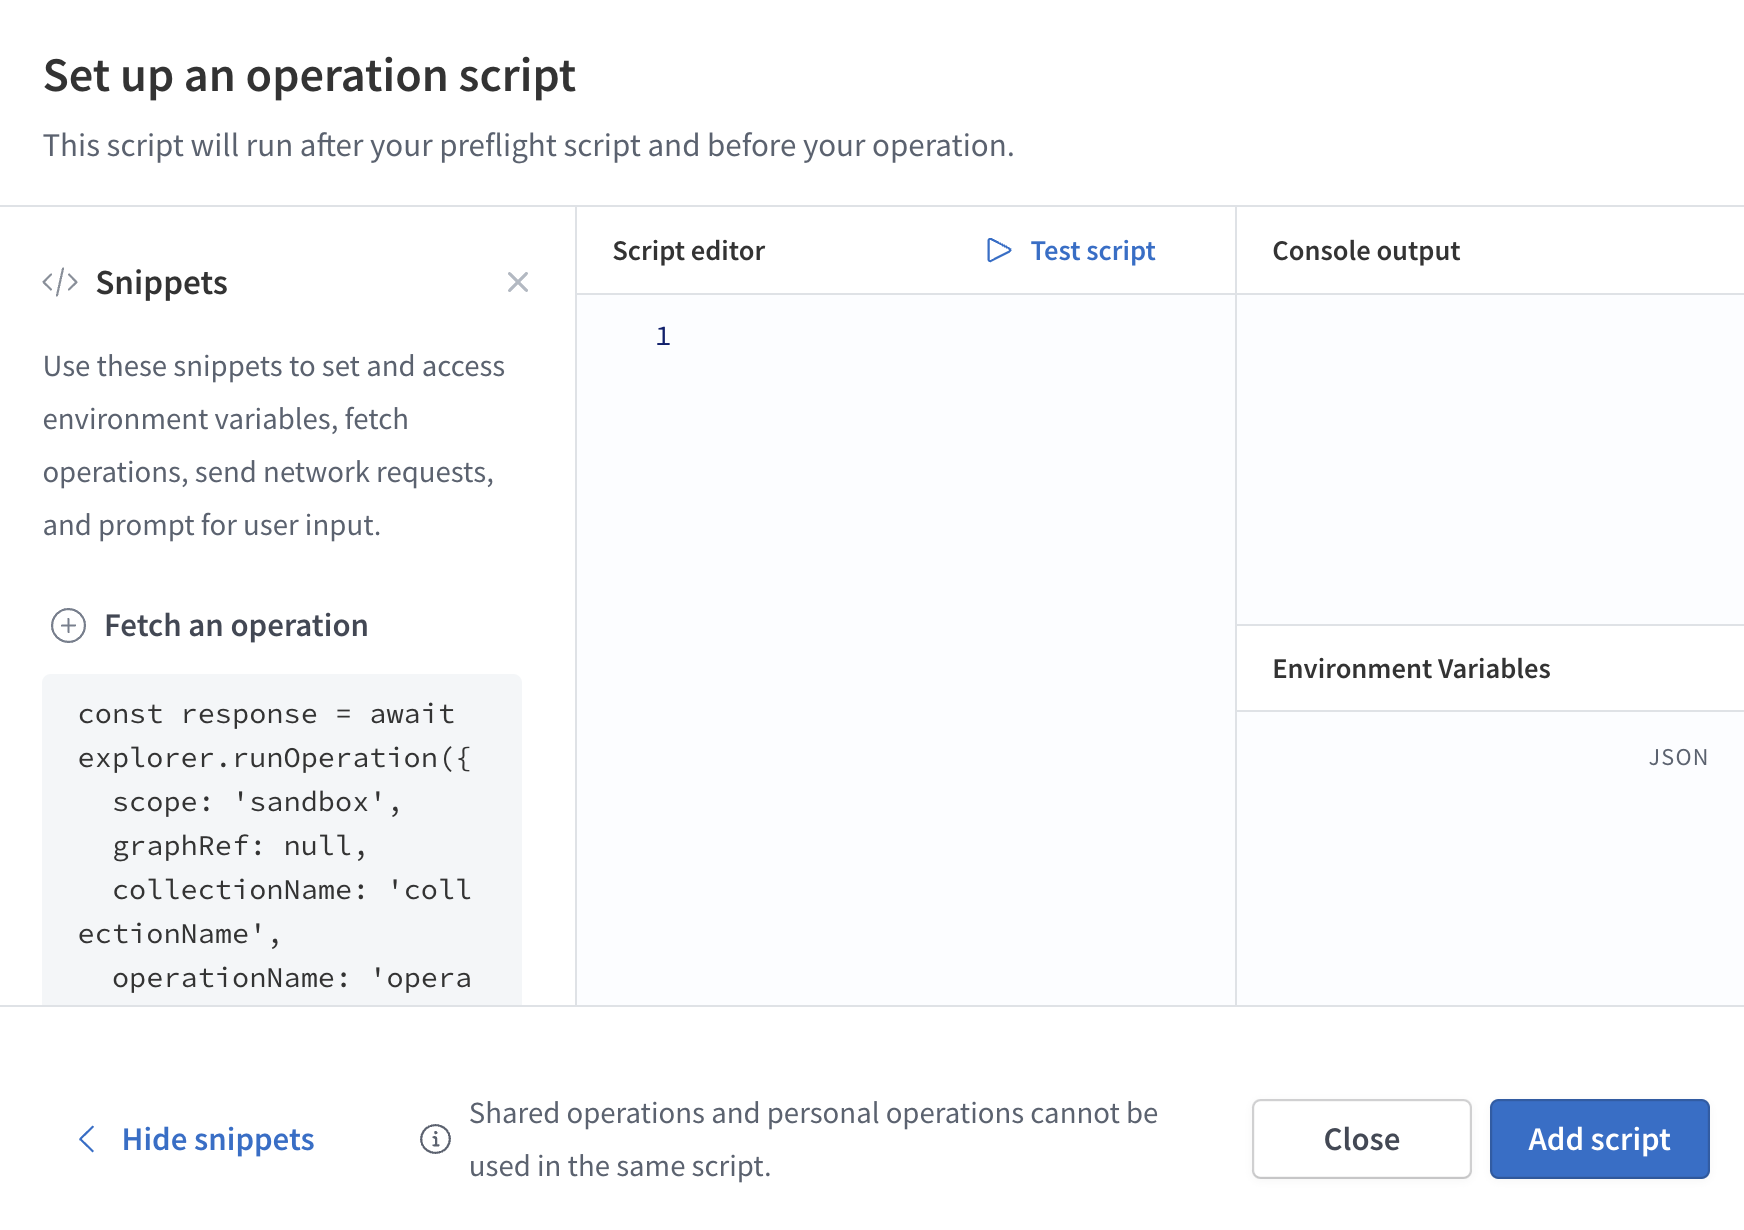 Set up an operation script
This script will run after your preflight script and before your operation.
</> Snippets
Use these snippets to set and access
environment variables, fetch
operations, send network requests,
and prompt for user input.
Fetch an operation
const response = await
explorer.runOperation({
  scope: 'sandbox',
  graphRef: null,
  collectionName: 'coll
ectionName',
  operationName: 'opera
Script editor
Test script
1
Console output
Environment Variables
JSON
Hide snippets
Shared operations and personal operations cannot be
used in the same script.
Close
Add script